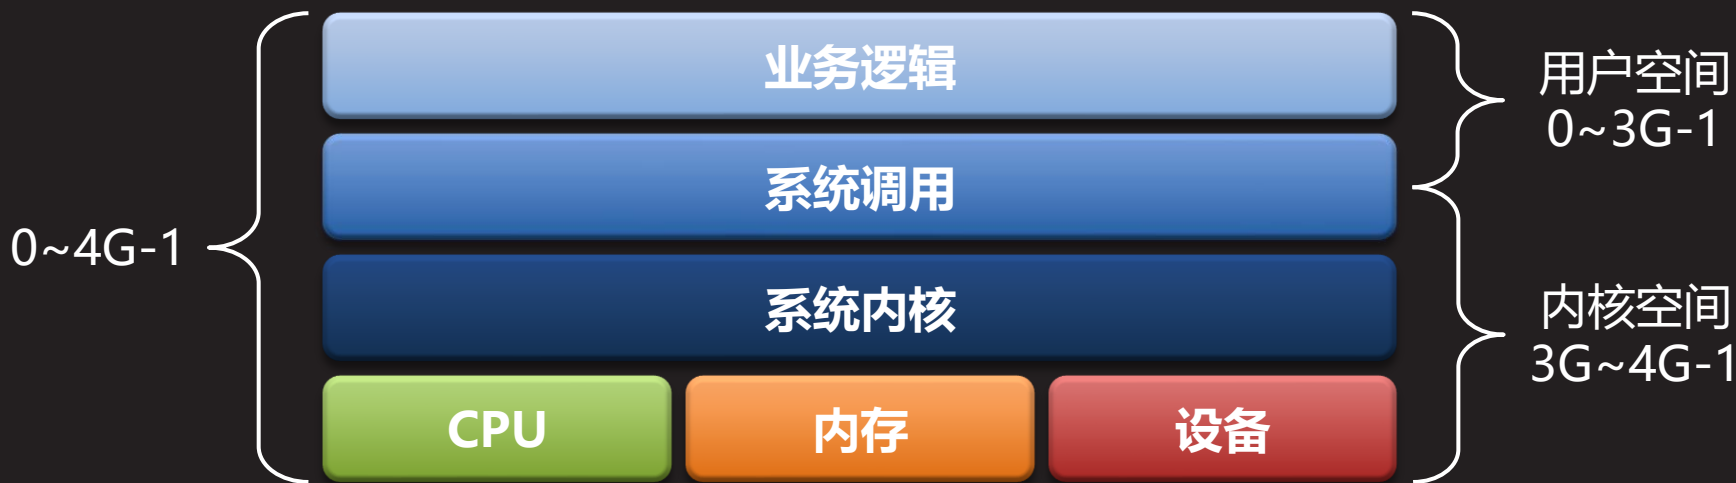 业务逻辑
用户空间
0~3G-1
系统调用
0~4G-1
系统内核
内核空间
3G~4G-1
CPU
内存
设备